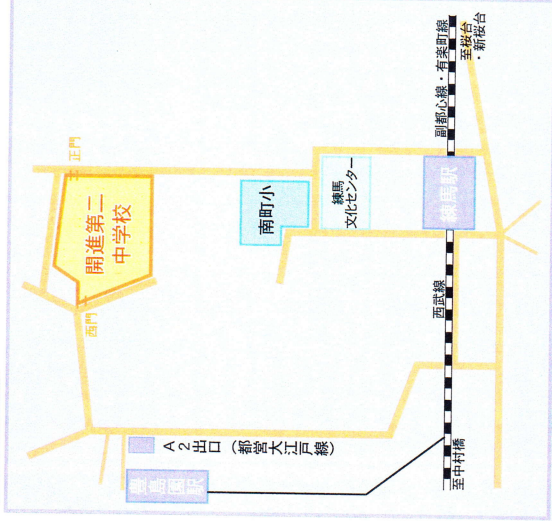 正門
開進第二
中学校
西門
南町小
練馬
文化センター
練馬駅
副都心線・有楽町線
至桜台
・新桜台
西武線
A2出口（都営大江戸線）
豊島
園駅
至中村橋